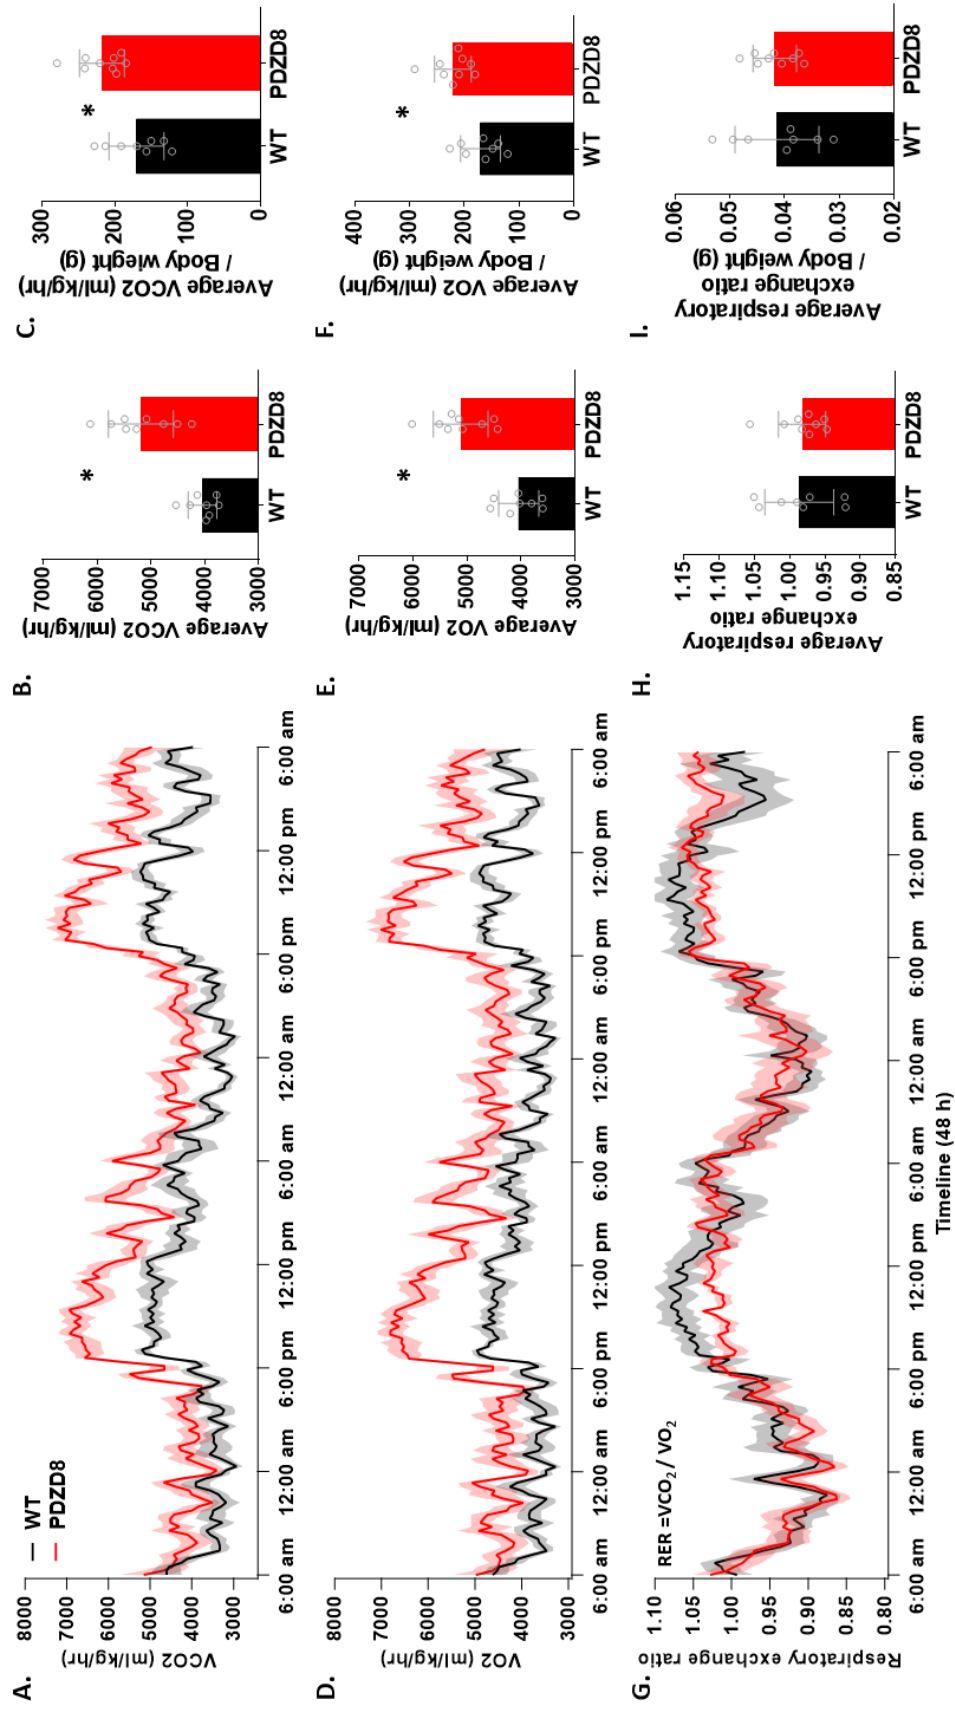 A.
VCO2 (ml/kg/hr)
8000
7000
6000
5000
4000
3000
WT
PDZD8
6:00 am
12:00 am
6:00 pm
12:00 pm
6:00 am
12:00 am
6:00 pm
12:00 pm
6:00 am
B.
Average VCO2 (ml/kg/hr)
7000
6000
5000
4000
3000
*
WT
PDZD8
C.
Average VCO2 (ml/kg/hr)
/ Body wieght (g)
300
200
100
0
*
WT
PDZD8
D.
VO2 (ml/kg/hr)
8000
7000
6000
5000
4000
3000
6:00 am
12:00 am
6:00 pm
12:00 pm
6:00 am
12:00 am
6:00 pm
12:00 pm
6:00 am
E.
Average VO2 (ml/kg/hr)
7000
6000
5000
4000
3000
*
WT
PDZD8
F.
Average VO2 (ml/kg/hr)
/ Body weight (g)
400
300
200
100
0
*
WT
PDZD8
G.
Respiratory exchange ratio
1.10
1.05
1.00
0.95
0.90
0.85
0.80
RER =VCO2 / VO2
6:00 am
12:00 am
6:00 pm
12:00 pm
6:00 am
12:00 am
6:00 pm
12:00 pm
6:00 am
Timeline (48 h)
H.
Average respiratory
exchange ratio
1.15
1.10
1.05
1.00
0.95
0.90
0.85
WT
PDZD8
I.
Average respiratory
exchange ratio
/ Body weight (g)
0.06
0.05
0.04
0.03
0.02
WT
PDZD8